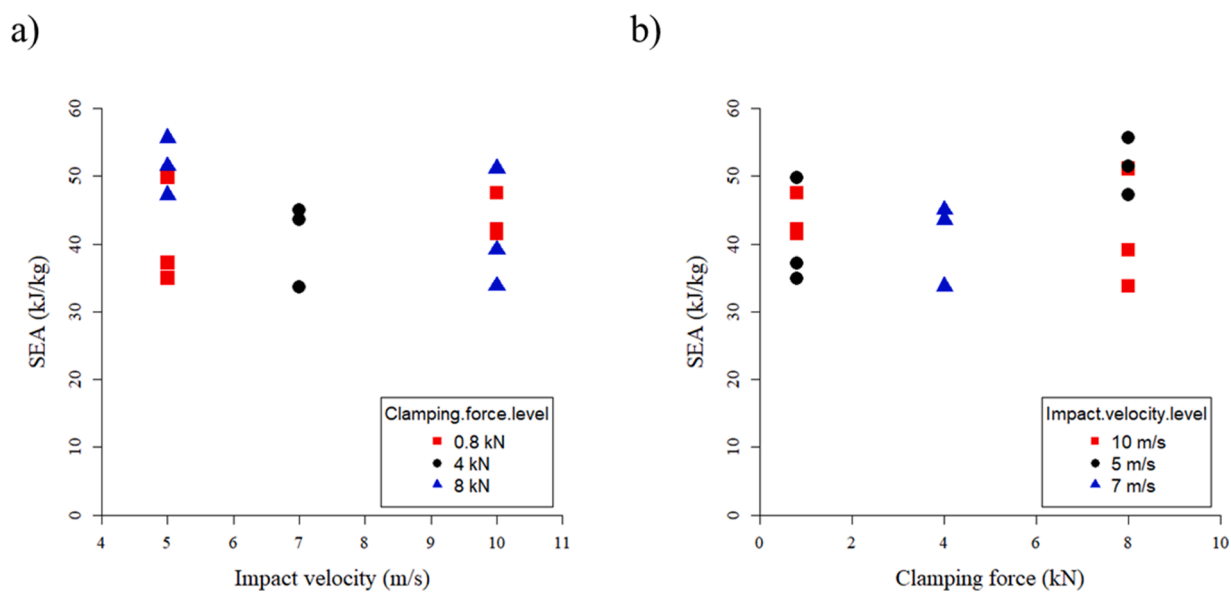 a)
60
50
40
30
20
10
0
SEA (kJ/kg)
4 5 6 7 8 9 10 11
Impact velocity (m/s)
Clamping.force.level
0.8 kN
4 kN
8 kN
b)
60
50
40
30
20
10
0
SEA (kJ/kg)
0 2 4 6 8 10
Clamping force (kN)
Impact.velocity.level
10 m/s
5 m/s
7 m/s